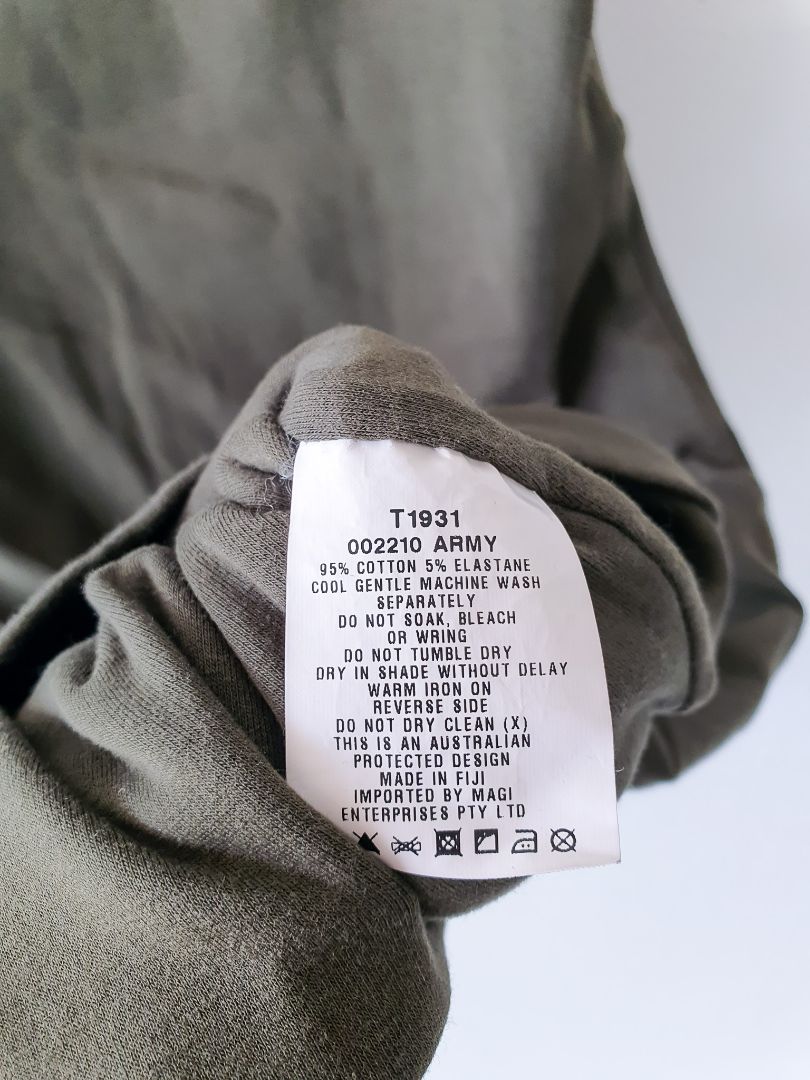 T1931
002210 ARMY
95% COTTON 5% ELASTANE
COOL GENTLE MACHINE WASH
SEPARATELY
DO NOT SOAK, BLEACH
OR WRING
DO NOT TUMBLE DRY
DRY IN SHADE WITHOUT DELAY
WARM IRON ON
REVERSE SIDE
DO NOT DRY CLEAN (X)
THIS IS AN AUSTRALIAN
PROTECTED DESIGN
MADE IN FIJI
IMPORTED BY MAGI
ENTERPRISES PTY LTD